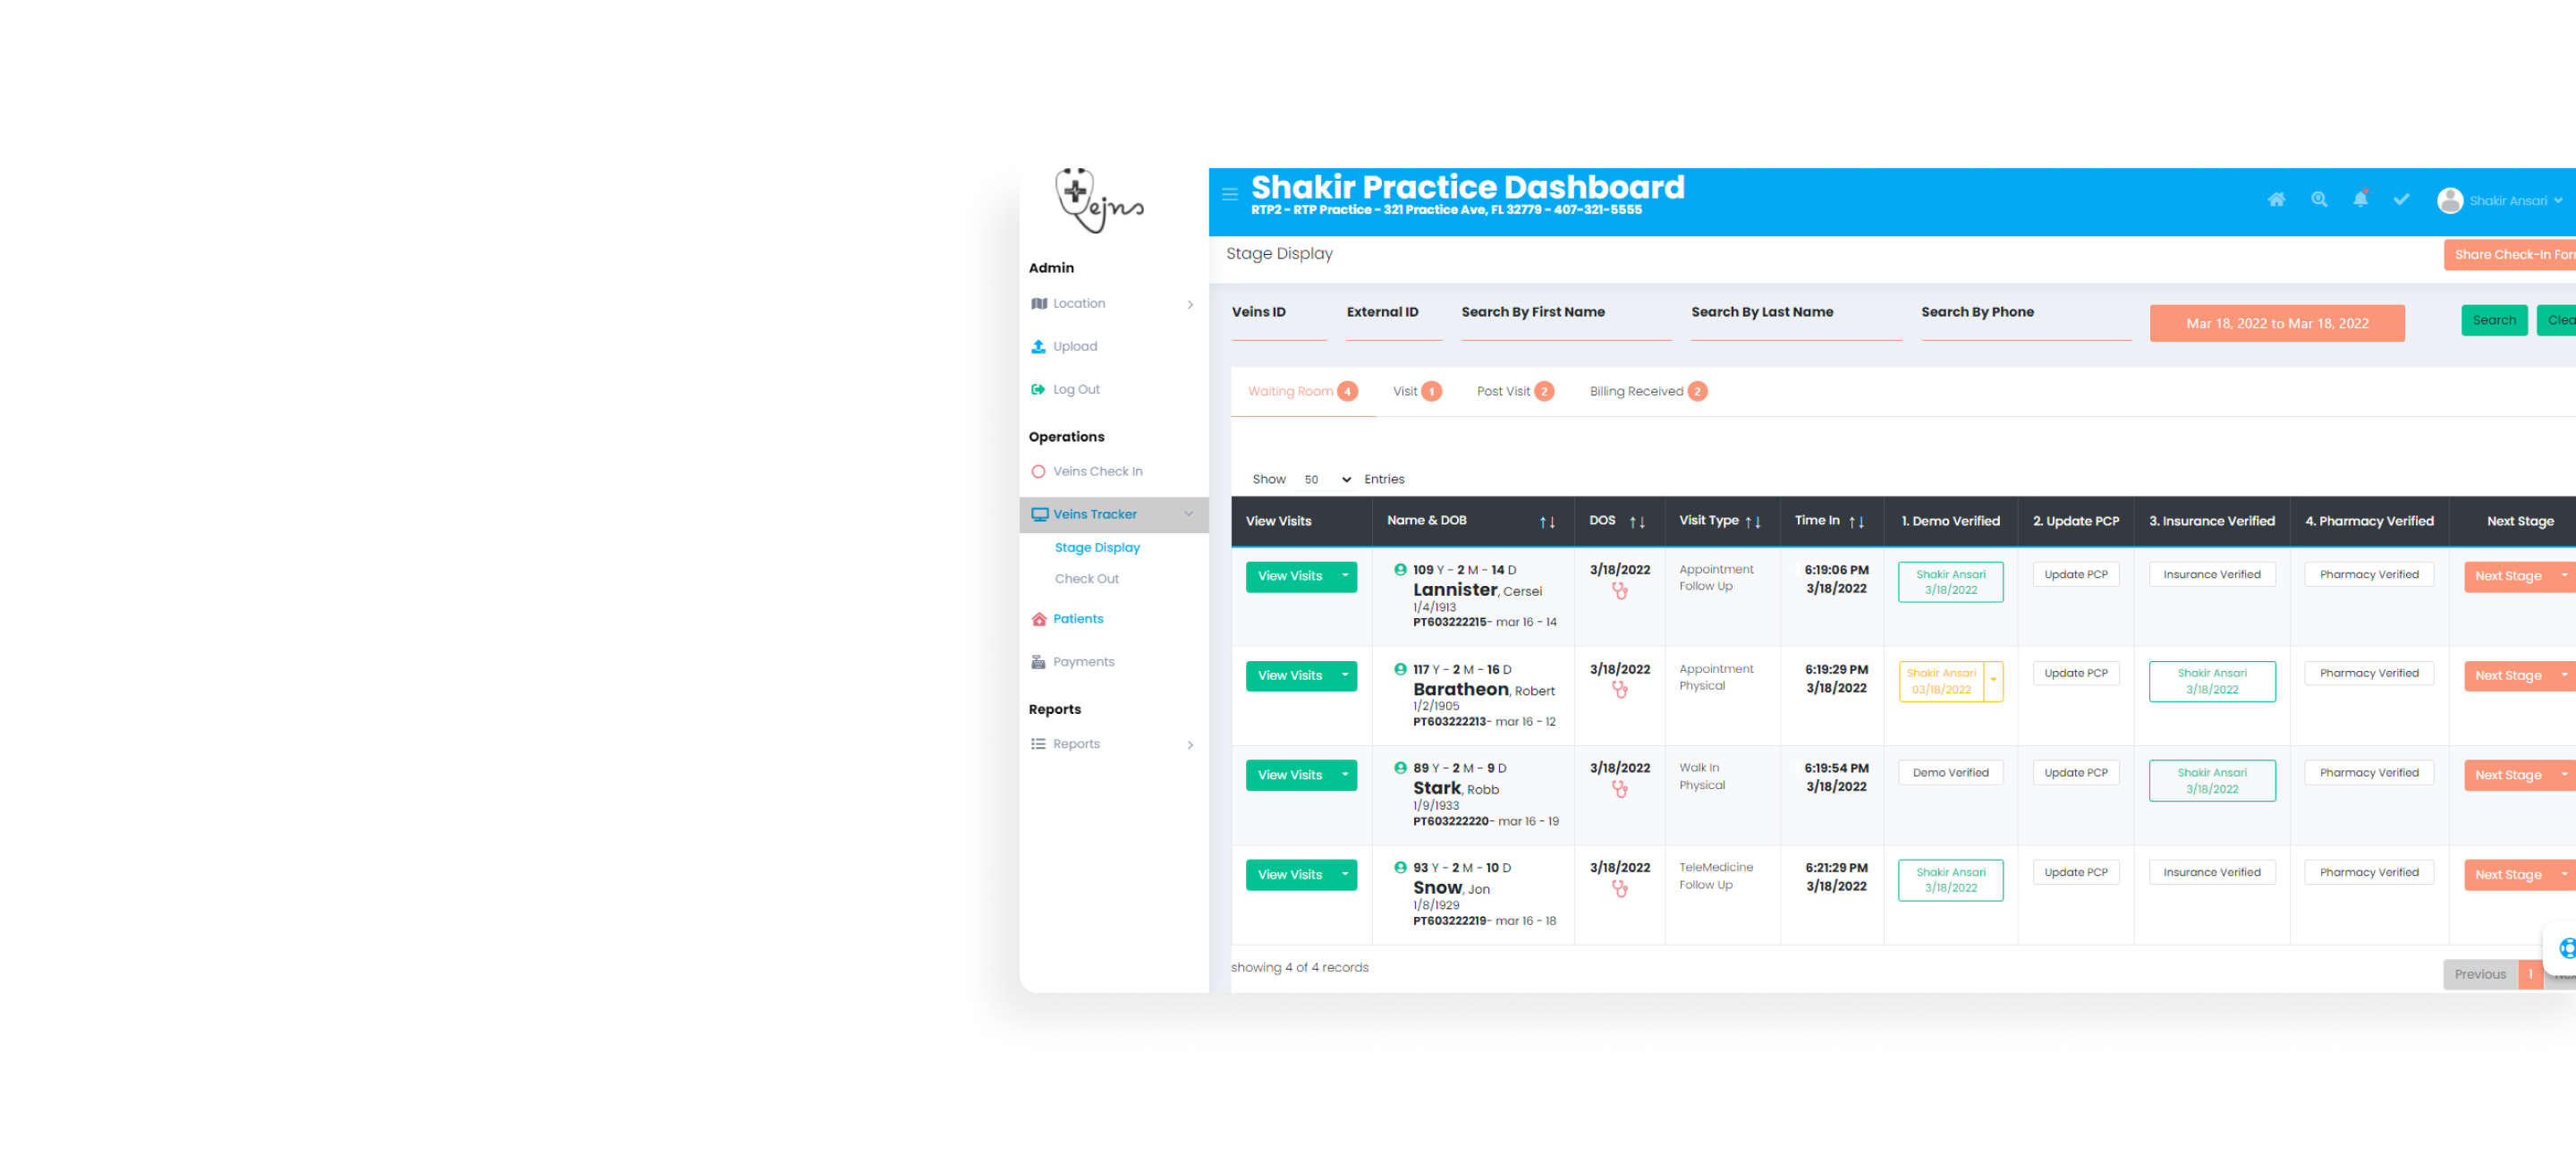 Vejns
Shakir Practice Dashboard
RTP2 - RTP Practice - 321 Practice Ave, FL 32779 - 407-321-5555
Shakir Ansari
Admin
Location
Upload
Log Out
Operations
Veins Check In
Veins Tracker
Stage Display
Check Out
Patients
Payments
Reports
Reports
Stage Display
Share Check-In For
Veins ID External ID Search By First Name Search By Last Name Search By Phone
Mar 18, 2022 to Mar 18, 2022
Search Clea
Waiting Room 4 Visit 1 Post Visit 2 Billing Received 2
Show 50 Entries
View Visits Name & DOB ↑↓ DOS ↑↓ Visit Type ↑↓ Time In ↑↓ 1. Demo Verified 2. Update PCP 3. Insurance Verified 4. Pharmacy Verified Next Stage
View Visits
109 Y - 2 M - 14 D
Lannister, Cersei
1/4/1913
PT603222215- mar 16 - 14
3/18/2022
Appointment
Follow Up
6:19:06 PM
3/18/2022
Shakir Ansari
3/18/2022
Update PCP
Insurance Verified
Pharmacy Verified
Next Stage
View Visits
117 Y - 2 M - 16 D
Baratheon, Robert
1/2/1905
PT603222213- mar 16 - 12
3/18/2022
Appointment
Physical
6:19:29 PM
3/18/2022
Shakir Ansari
03/18/2022
Update PCP
Shakir Ansari
3/18/2022
Pharmacy Verified
Next Stage
View Visits
89 Y - 2 M - 9 D
Stark, Robb
1/9/1933
PT603222220- mar 16 - 19
3/18/2022
Walk In
Physical
6:19:54 PM
3/18/2022
Demo Verified
Update PCP
Shakir Ansari
3/18/2022
Pharmacy Verified
Next Stage
View Visits
93 Y - 2 M - 10 D
Snow, Jon
1/8/1929
PT603222219- mar 16 - 18
3/18/2022
TeleMedicine
Follow Up
6:21:29 PM
3/18/2022
Shakir Ansari
3/18/2022
Update PCP
Insurance Verified
Pharmacy Verified
Next Stage
showing 4 of 4 records
Previous 1